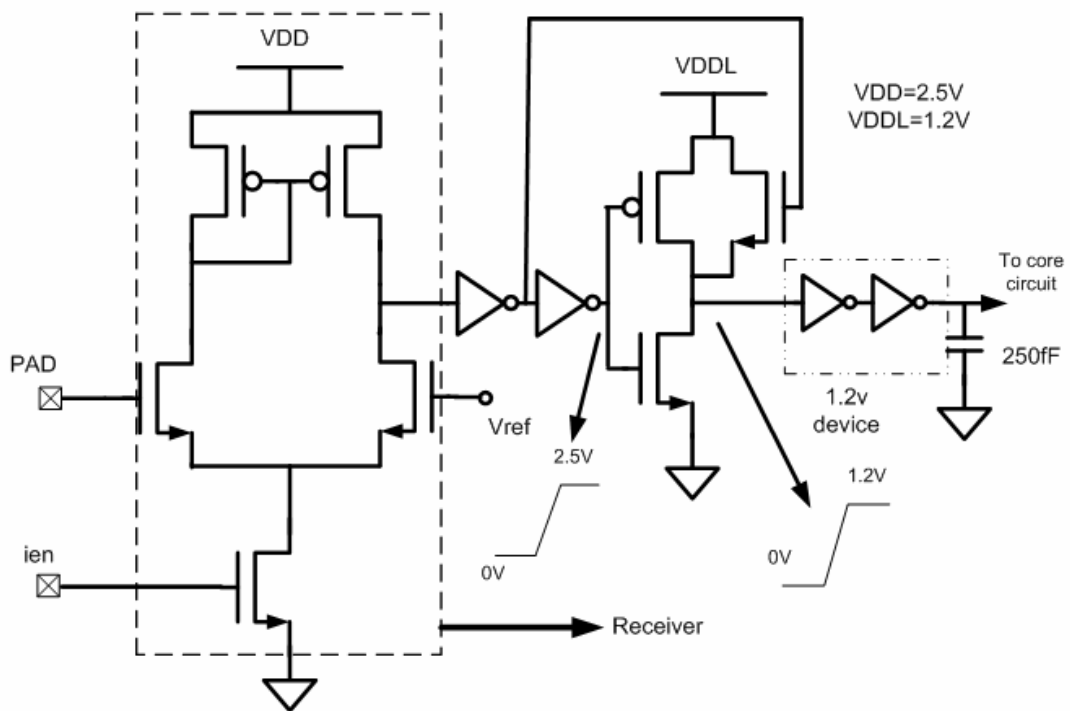 VDD
VDDL
VDD=2.5V
VDDL=1.2V
To core
circuit
PAD
Vref
250fF
1.2v
device
2.5V
0V
1.2V
0V
ien
Receiver